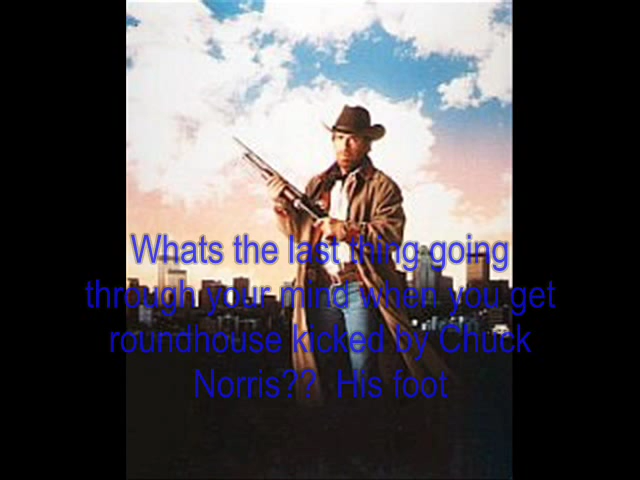 Whats the last thing going
through your mind when you get
roundhouse kicked by Chuck
Norris??  His foot